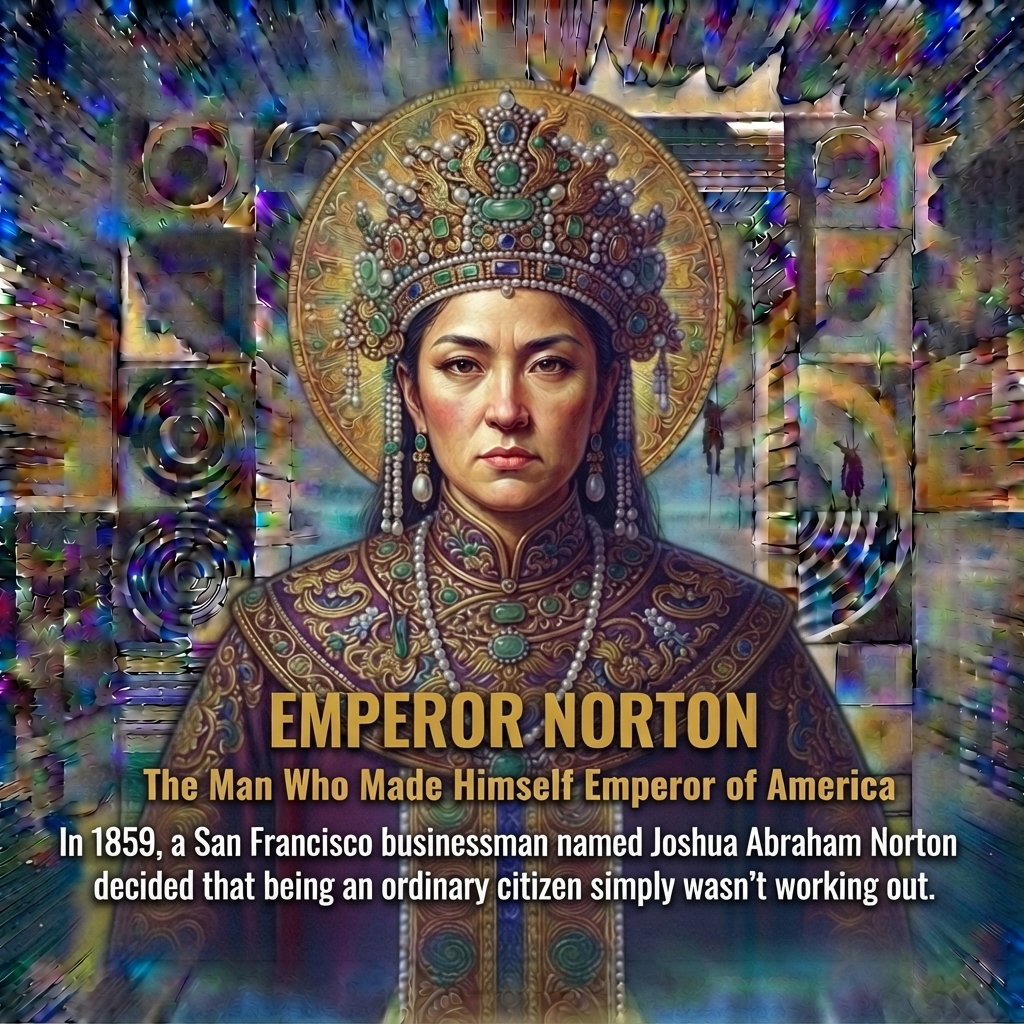 EMPEROR NORTON
The Man Who Made Himself Emperor of America
In 1859, a San Francisco businessman named Joshua Abraham Norton
decided that being an ordinary citizen simply wasn’t working out.